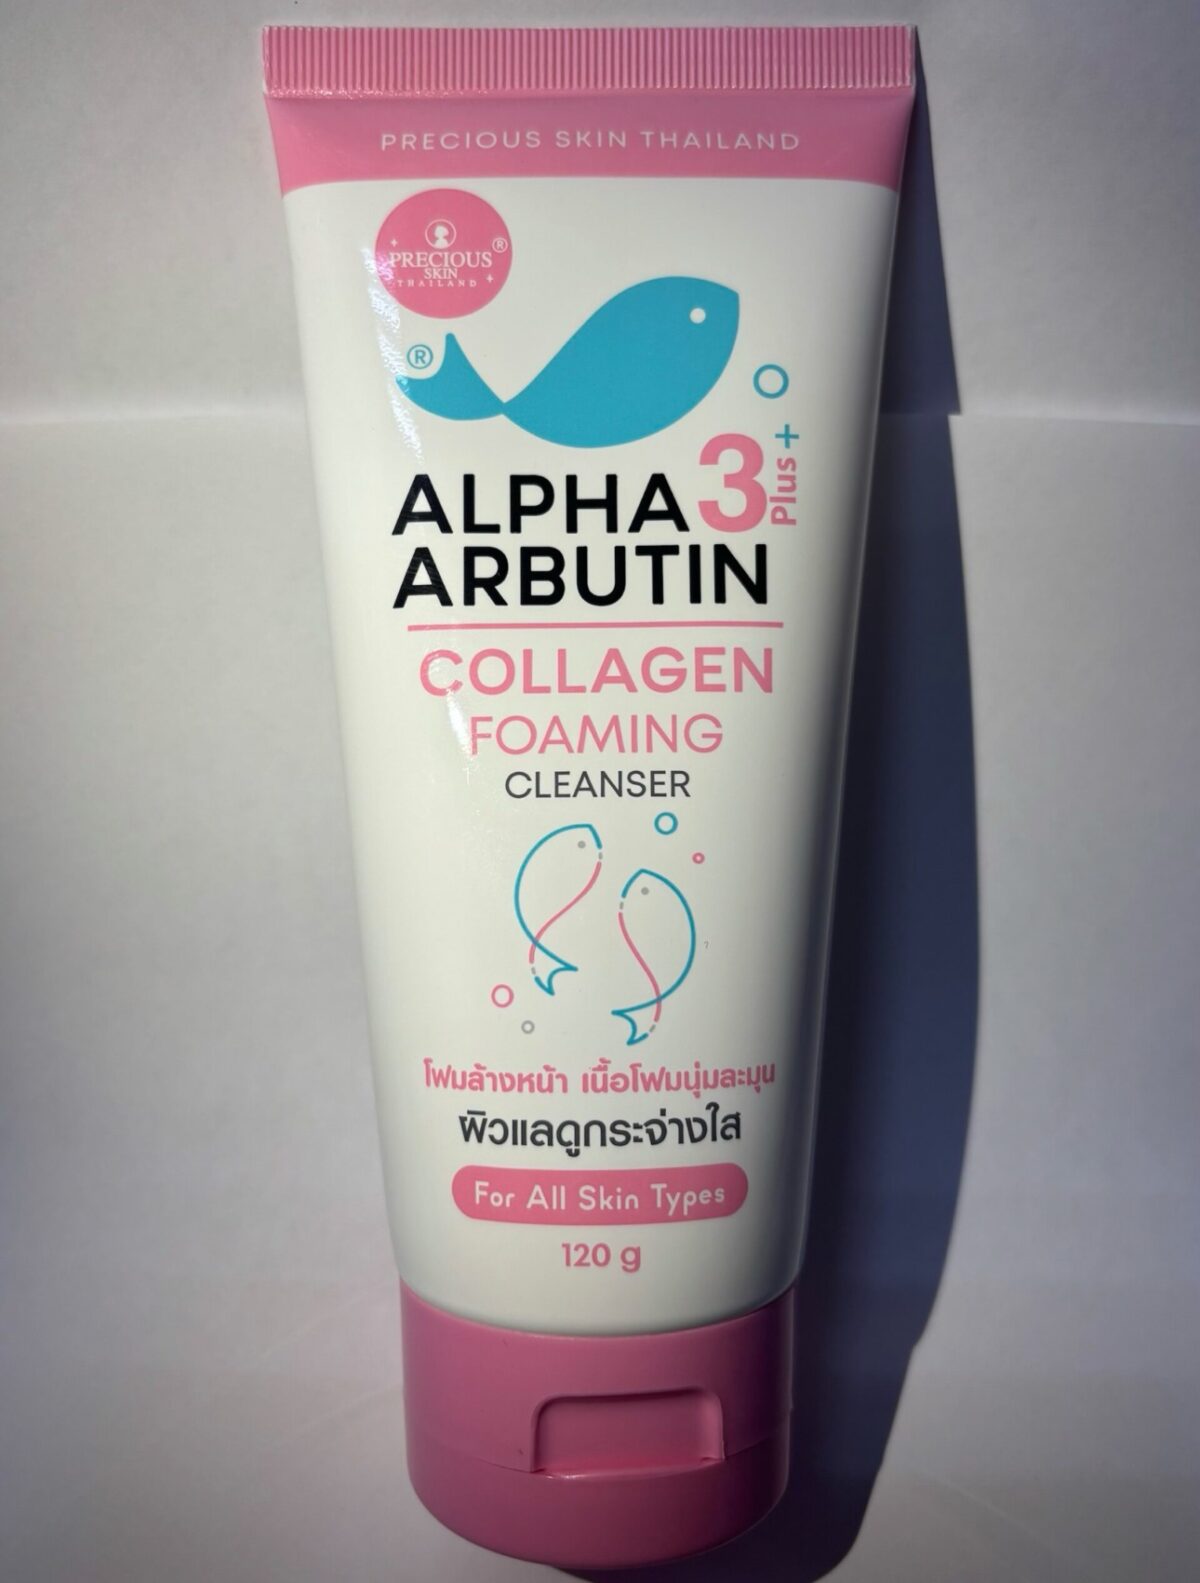 PRECIOUS SKIN THAILAND
PRECIOUS®
SKIN
THAILAND
®
ALPHA 3 Plus+
ARBUTIN
COLLAGEN
FOAMING
CLEANSER
โฟมล้างหน้า เนื้อโฟมนุ่มละมุน
ผิวแลดูกระจ่างใส
For All Skin Types
120 g